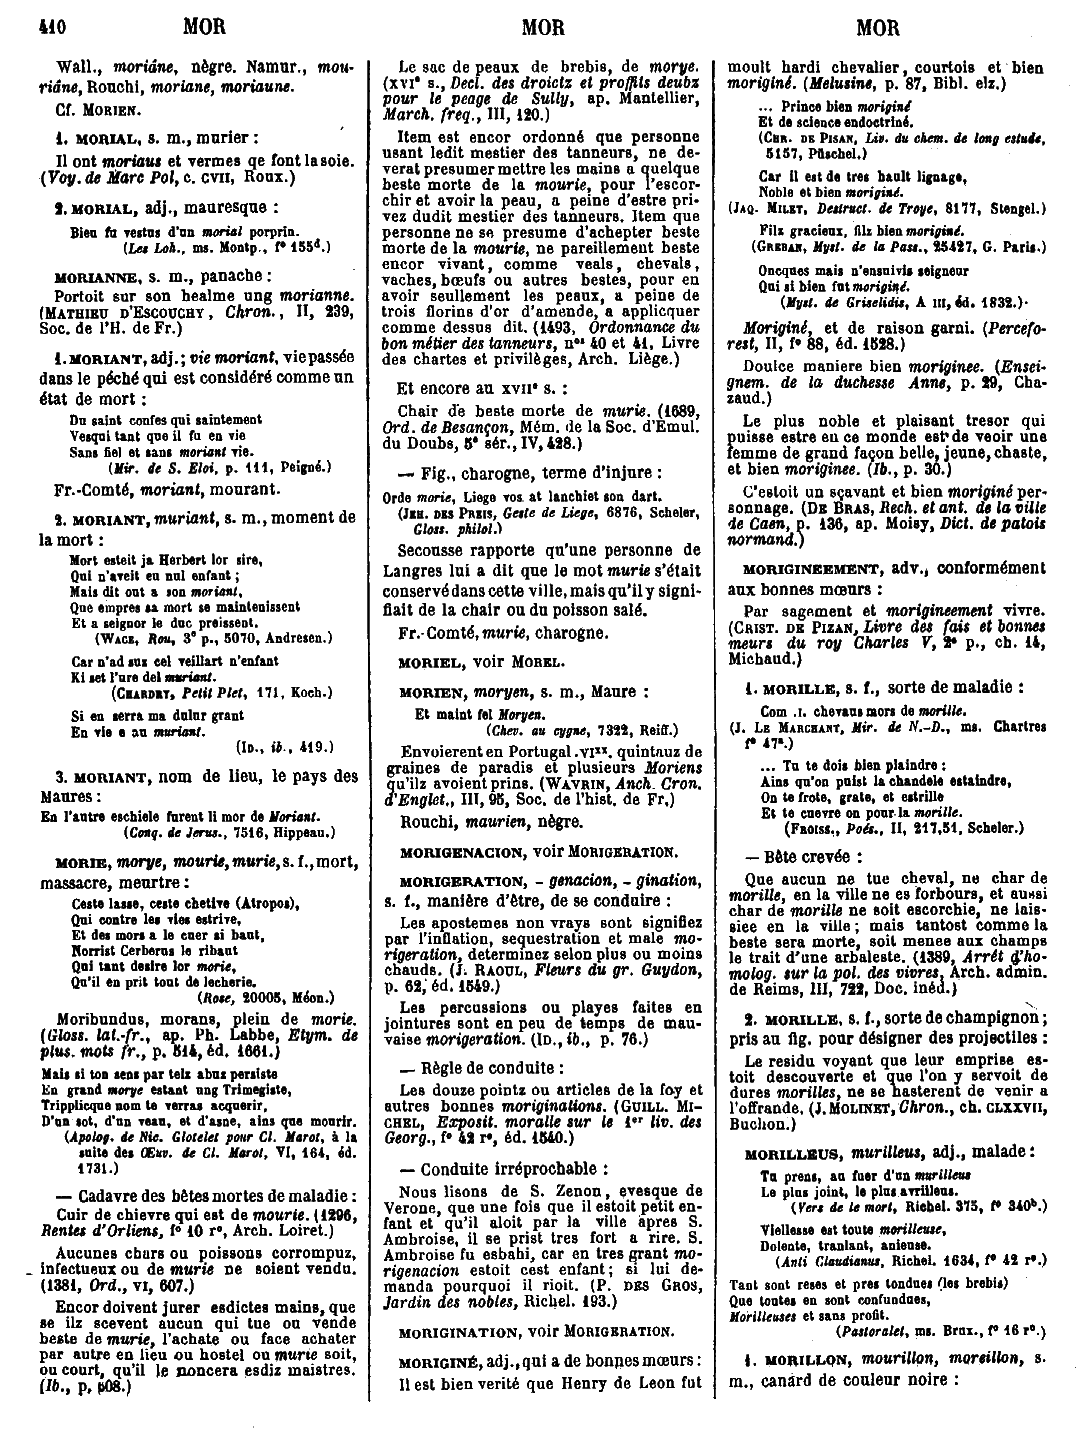 410 MOR MOR MOR
Wall., moriáne, nègre. Namur., mou-
riáne, Rouchi, moriane, moriaune.
Cf. MORIEN.
1. MORIAL, s. m., murier :
Il ont moriaus et vermes qe font la soie.
(Voy. de Marc Pol, c. CVII, Roux.)
2. MORIAL, adj., mauresque :
Bien fu vestus d'un morial porprin.
(Les Loh., ms. Montp., f° 155d.)
MORIANNE, s. m., panache :
Portoit sur son healme ung morianne.
(MATHIEU D'ESCOUCHY, Chron., II, 239,
Soc. de l'H. de Fr.)
1. MORIANT, adj.; vie moriant, vie passée
dans le péché qui est considéré comme un
état de mort :
Du saint confes qui saintement
Vesqui tant que il fu en vie
Sans fiel et sans moriant vie.
(Mir. de S. Eloi, p. 111, Peigné.)
Fr.-Comté, moriant, mourant.
2. MORIANT, muriant, s. m., moment de
la mort :
Mort esteit ja Herbert lor sire,
Qui n'aveit eu nul enfant ;
Mais dit out a son moriant,
Que empres sa mort se maintenissent
Et a seignor le duc preissent.
(WACE, Rou, 3° p., 5070, Andresen.)
Car n'ad sus cel veillart n'enfant
Ki set l'ure del muriant.
(CHARDRY, Petit Plet, 171, Koch.)
Si en serra ma dulur grant
En vie e au muriant.
(ID., ib., 419.)
3. MORIANT, nom de lieu, le pays des
Maures :
En l'autre eschiele furent li mor de Moriant.
(Conq. de Jerus., 7516, Hippeau.)
MORIE, morye, mourie, murie, s. f., mort,
massacre, meurtre :
Ceste lasse, ceste chetive (Atropos),
Qui contre les vies estrive,
Et des mors a le cuer si baut,
Norrist Cerberus le ribaut
Qui tant desire lor morie,
Qu'il en prit tout de lecherie.
(Rose, 20005, Méon.)
Moribundus, morans, plein de morie.
(Gloss. lat.-fr., ap. Ph. Labbe, Etym. de
plus. mots fr., p. 514, éd. 1661.)
Mais si ton sens par telz abuz persiste
En grand morye estant ung Trimegiste,
Tripplicque nom te verras acquerir,
D'un sot, d'un veau, et d'asne, ains que mourir.
(Apolog. de Nic. Glotelet pour Cl. Marot, à la
suite des Œuv. de Cl. Marot, VI, 164, éd.
1731.)
— Cadavre des bêtes mortes de maladie :
Cuir de chievre qui est de mourie. (1296,
Rentes d'Orliens, f° 10 r°, Arch. Loiret.)
Aucunes churs ou poissons corrompuz,
infectueux ou de murie ne soient vendu.
(1381, Ord., VI, 607.)
Encor doivent jurer esdictes mains, que
se ilz scevent aucun qui tue ou vende
beste de murie, l'achate ou face achater
par autre en lieu ou hostel ou murie soit,
ou court, qu'il le noncera esdiz maistres.
(Ib., p. 508.)
Le sac de peaux de brebis, de morye.
(XVI° s., Decl. des droictz et proffits deubz
pour le peage de Sully, ap. Mantellier,
March. freq., III, 120.)
Item est encor ordonné que personne
usant ledit mestier des tanneurs, ne de-
verat presumer mettre les mains a quelque
beste morte de la mourie, pour l'escor-
chir et avoir la peau, a peine d'estre pri-
vez dudit mestier des tanneurs. Item que
personne ne se presume d'achepter beste
morte de la mourie, ne pareillement beste
encor vivant, comme veals, chevals,
vaches, bœufs ou autres bestes, pour en
avoir seullement les peaux, a peine de
trois florins d'or d'amende, a applicquer
comme dessus dit. (1493, Ordonnance du
bon métier des tanneurs, nos 40 et 41, Livre
des chartes et privilèges, Arch. Liège.)
Et encore au XVII° s. :
Chair de beste morte de murie. (1689,
Ord. de Besançon, Mém. de la Soc. d'Emul.
du Doubs, 5° sér., IV, 428.)
— Fig., charogne, terme d'injure :
Orde morie, Liege vos at lanchiet son dart.
(JEH. DES PREIS, Geste de Liege, 6876, Scheler,
Gloss. philol.)
Secousse rapporte qu'une personne de
Langres lui a dit que le mot murie s'était
conservé dans cette ville, mais qu'il y signi-
fiait de la chair ou du poisson salé.
Fr.-Comté, murie, charogne.
MORIEL, voir MOREL.
MORIEN, moryen, s. m., Maure :
Et maint fel Moryen.
(Chev. au cygne, 7322, Reiff.)
Envoierent en Portugal .VIxx. quintauz de
graines de paradis et plusieurs Moriens
qu'ilz avoient prins. (WAVRIN, Anch. Cron.
d'Englet., III, 95, Soc. de l'hist. de Fr.)
Rouchi, maurien, nègre.
MORIGENACION, voir MORIGERATION.
MORIGERATION, - genacion, - gination,
s. f., manière d'être, de se conduire :
Les apostemes non vrays sont signifiez
par l'inflation, sequestration et male mo-
rigeration, determinez selon plus ou moins
chauds. (J. RAOUL, Fleurs du gr. Guydon,
p. 62, éd. 1549.)
Les percussions ou playes faites en
jointures sont en peu de temps de mau-
vaise morigeration. (ID., ib., p. 76.)
— Règle de conduite :
Les douze pointz ou articles de la foy et
autres bonnes moriginations. (GUILL. MI-
CHEL, Exposit. moralle sur le 1er liv. des
Georg., f° 42 r°, éd. 1540.)
— Conduite irréprochable :
Nous lisons de S. Zenon, evesque de
Verone, que une fois que il estoit petit en-
fant et qu'il aloit par la ville apres S.
Ambroise, il se prist tres fort a rire. S.
Ambroise fu esbahi, car en tres grant mo-
rigenacion estoit cest enfant; si lui de-
manda pourquoi il rioit. (P. DES GROS,
Jardin des nobles, Richel. 193.)
MORIGINATION, voir MORIGERATION.
MORIGINÉ, adj., qui a de bonnes mœurs :
Il est bien verité que Henry de Leon fut
moult hardi chevalier, courtois et bien
moriginé. (Melusine, p. 87, Bibl. elz.)
... Prince bien moriginé
Et de science endoctriné.
(CHR. DE PISAN, Liv. du chem. de long estude,
5157, Püschel.)
Car il est de tres hault lignage,
Noble et bien moriginé.
(JAQ. MILET, Destruct. de Troye, 8177, Stengel.)
Filz gracieux, filz bien moriginé.
(GREBAN, Myst. de la Pass., 25427, G. Paris.)
Oncques mais n'ensuivis seigneur
Qui si bien fut moriginé.
(Myst. de Griselidis, A III, éd. 1832.)
Moriginé, et de raison garni. (Percefo-
rest, II, f° 88, éd. 1528.)
Doulce maniere bien moriginee. (Ensei-
gnem. de la duchesse Anne, p. 29, Cha-
zaud.)
Le plus noble et plaisant tresor qui
puisse estre en ce monde est de veoir une
femme de grand façon belle, jeune, chaste,
et bien moriginee. (Ib., p. 30.)
C'estoit un sçavant et bien moriginé per-
sonnage. (DE BRAS, Rech. et ant. de la ville
de Caen, p. 136, ap. Moisy, Dict. de patois
normand.)
MORIGINEEMENT, adv., conformément
aux bonnes mœurs :
Par sagement et morigineement vivre.
(CRIST. DE PIZAN, Livre des fais et bonnes
meurs du roy Charles V, 2° p., ch. 14,
Michaud.)
1. MORILLE, s. f., sorte de maladie :
Com .I. chevaus mors de morille.
(J. LE MARCHANT, Mir. de N.-D., ms. Chartres
f° 47a.)
... Tu te dois bien plaindre :
Ains qu'on puist la chandele estaindre,
On te frote, grate, et estrille
Et te cuevre on pour la morille.
(FROISS., Poés., II, 217,51, Scheler.)
— Bête crevée :
Que aucun ne tue cheval, ne char de
morille, en la ville ne es forbours, et aussi
char de morille ne soit escorchie, ne lais-
siee en la ville ; mais tantost comme la
beste sera morte, soit menee aux champs
le trait d'une arbaleste. (1389, Arrêt d'ho-
molog. sur la pol. des vivres, Arch. admin.
de Reims, III, 722, Doc. inéd.)
2. MORILLE, s. f., sorte de champignon;
pris au fig. pour désigner des projectiles :
Le residu voyant que leur emprise es-
toit descouverte et que l'on y servoit de
dures morilles, ne se hasterent de venir a
l'offrande. (J. MOLINET, Chron., ch. CLXXVII,
Buchon.)
MORILLEUS, murilleus, adj., malade :
Tu prens, au fuer d'un murilleus
Le plus joint, le plus avrilleus.
(Vers de le mort, Richel. 375, f° 340b.)
Viellesse est toute morilleuse,
Dolente, tranlant, anieuse.
(Anti Claudianus, Richel. 1634, f° 42 r°.)
Tant sont reses et pres tondues (les brebis)
Que toutes en sont confundues,
Morilleuses et sans profit.
(Pastoralet, ms. Brux., f° 16 r°.)
1. MORILLON, mourillon, moreillon, s.
m., canard de couleur noire :